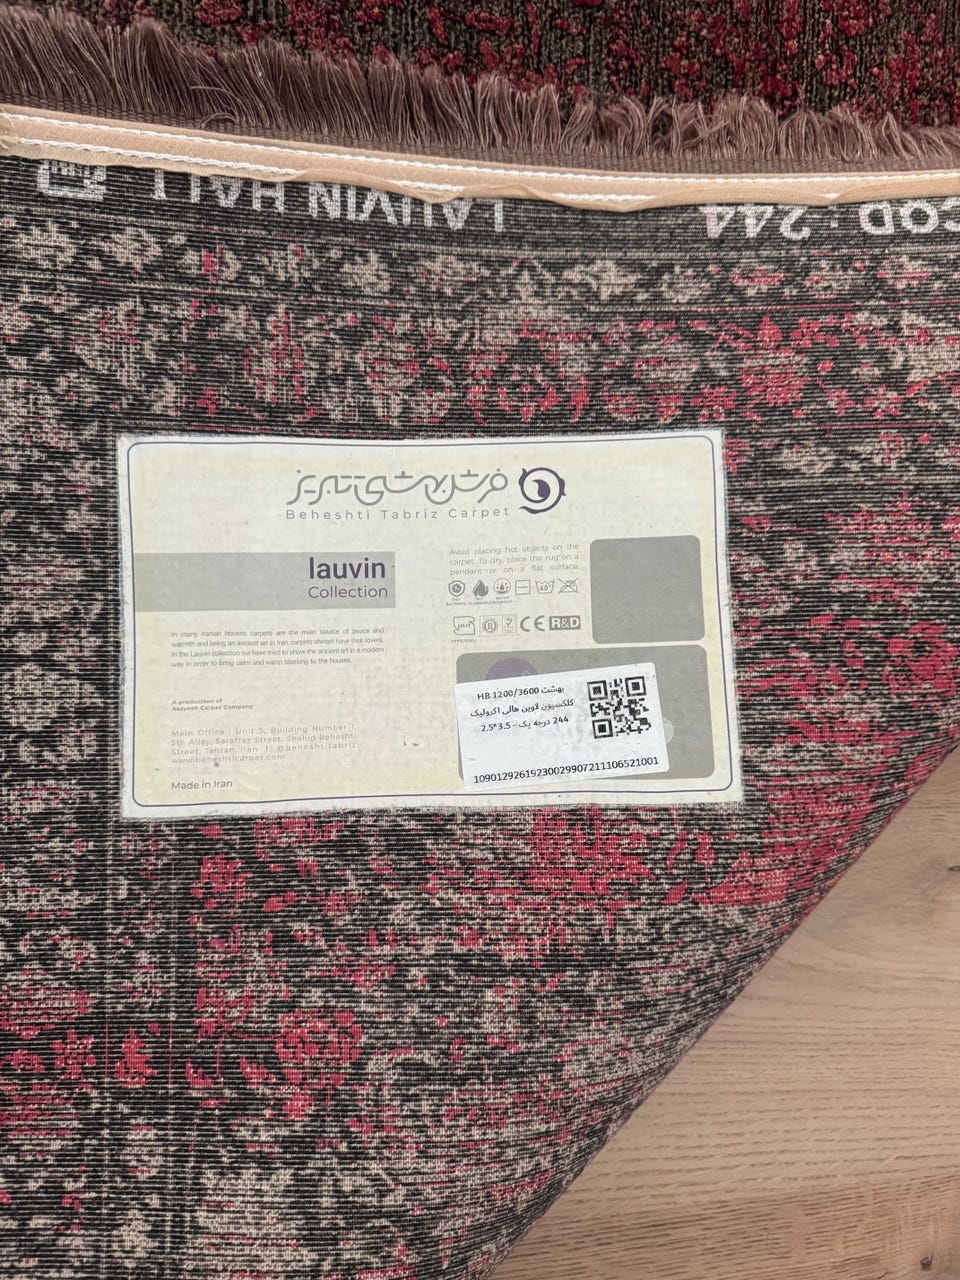 COD : 244
LAUVIN HALI
فرش بهشتی تبریز
Beheshti Tabriz Carpet
lauvin
Collection
In many Iranian houses carpets are the main source of peace and
warmth and being an ancient art in Iran, carpets always have their lovers.
In the Lauvin collection we have tried to show the ancient art in a modern
way in order to bring calm and warm blessing to the houses.
A production of
Asayesh Carpet Company
Main Office : Unit 5, Building Number 1,
5th Alley, Sarafraz Street, Shahid Beheshti
Street, Tehran, Iran | @beheshtitabriz
www.beheshticarpet.com
Made in Iran
Avoid placing hot objects on the
carpet. To dry, place the rug on a
pendant or on a flat surface.
40°
CE R&D
بهشت HB 1200/3600
کلکسیون لاوین هالی اکرولیک
244 درجه یک - 3.5*2.5
10901292619230029907211106521001